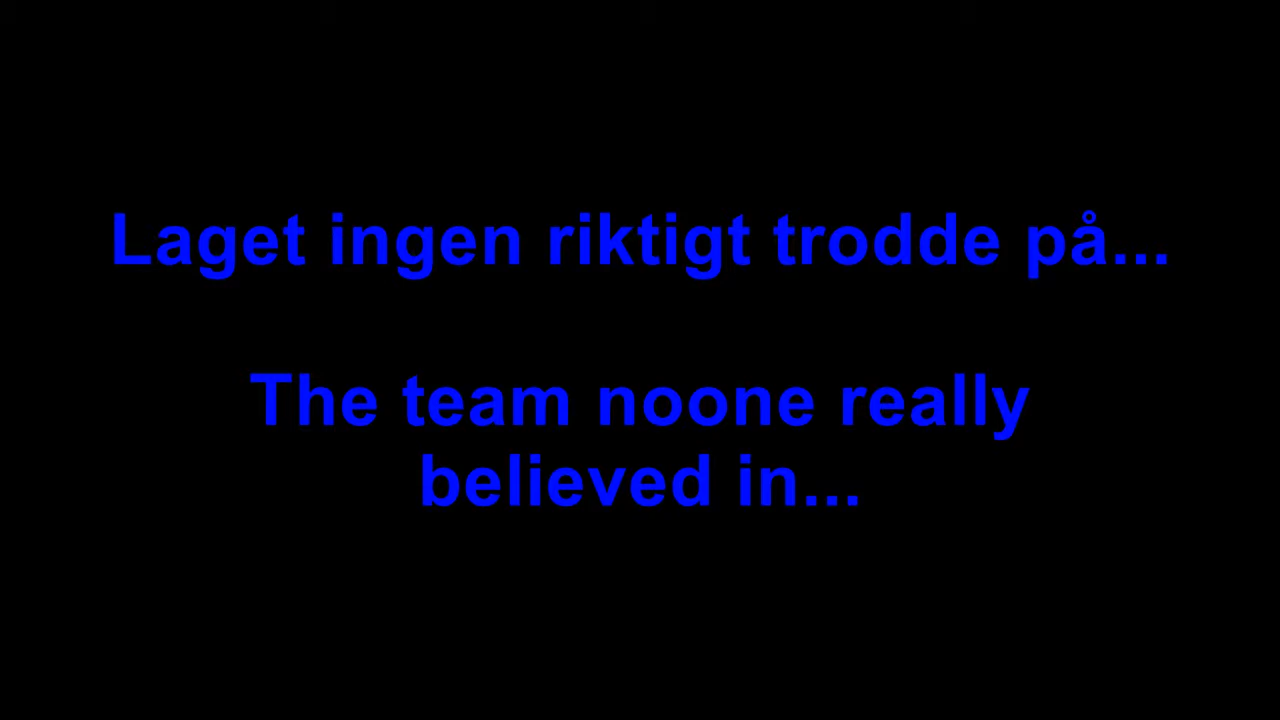 Laget ingen riktigt trodde på...
The team noone really
believed in...